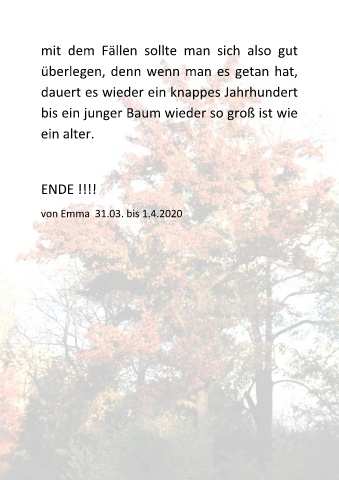 mit dem Fällen sollte man sich also gut
überlegen, denn wenn man es getan hat,
dauert es wieder ein knappes Jahrhundert
bis ein junger Baum wieder so groß ist wie
ein alter.
ENDE !!!!
von Emma 31.03. bis 1.4.2020